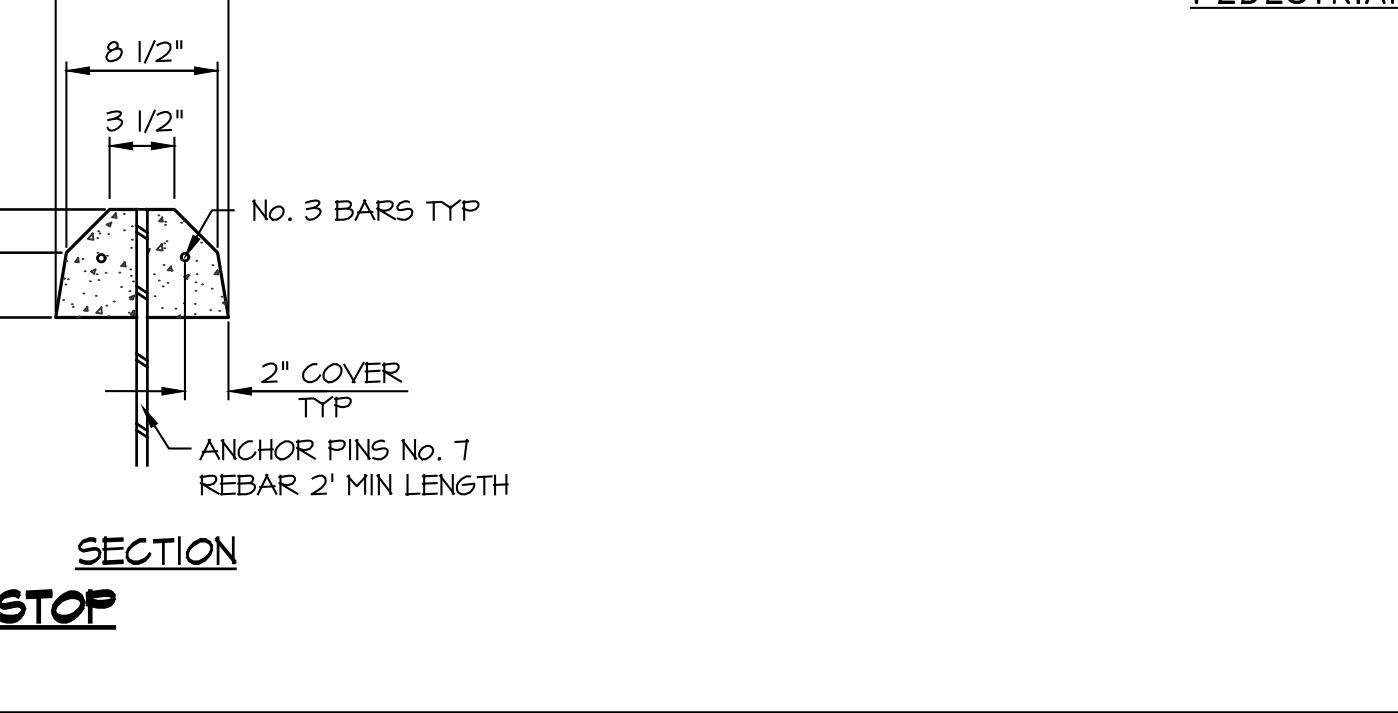 8 1/2"
3 1/2"
No. 3 BARS TYP
2" COVER
TYP
ANCHOR PINS No. 7
REBAR 2' MIN LENGTH
SECTION
STOP